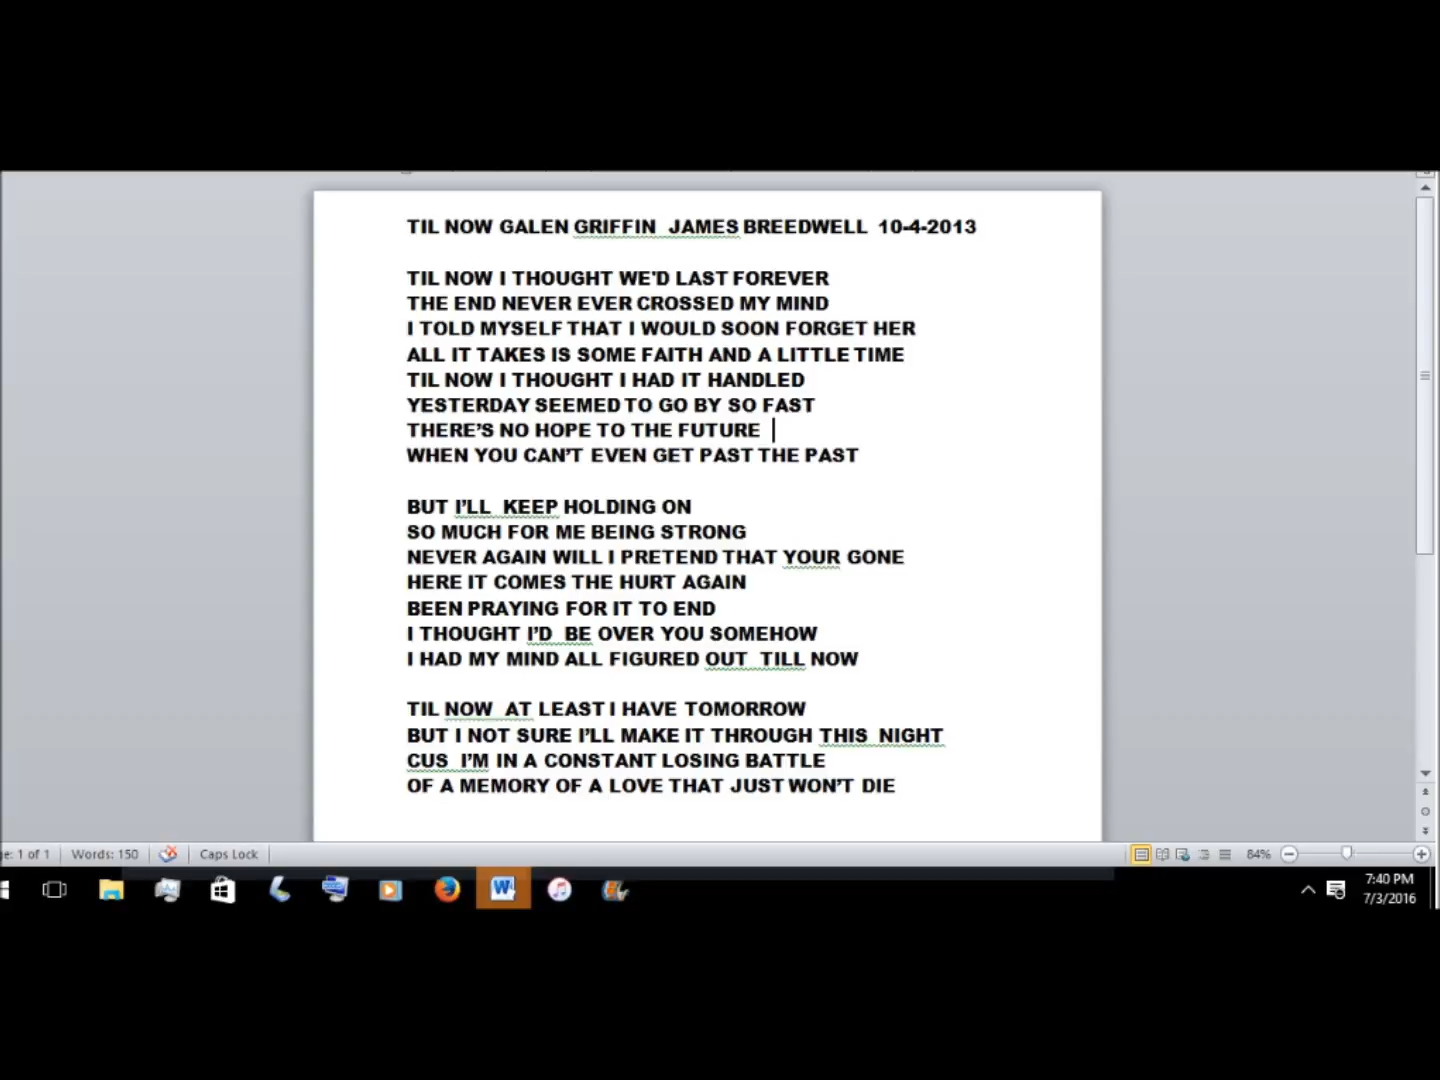 TIL NOW GALEN GRIFFIN  JAMES BREEDWELL  10-4-2013
TIL NOW I THOUGHT WE'D LAST FOREVER
THE END NEVER EVER CROSSED MY MIND
I TOLD MYSELF THAT I WOULD SOON FORGET HER
ALL IT TAKES IS SOME FAITH AND A LITTLE TIME
TIL NOW I THOUGHT I HAD IT HANDLED
YESTERDAY SEEMED TO GO BY SO FAST
THERE'S NO HOPE TO THE FUTURE
WHEN YOU CAN'T EVEN GET PAST THE PAST
BUT I'LL  KEEP HOLDING ON
SO MUCH FOR ME BEING STRONG
NEVER AGAIN WILL I PRETEND THAT YOUR GONE
HERE IT COMES THE HURT AGAIN
BEEN PRAYING FOR IT TO END
I THOUGHT I'D  BE OVER YOU SOMEHOW
I HAD MY MIND ALL FIGURED OUT  TILL NOW
TIL NOW  AT LEAST I HAVE TOMORROW
BUT I NOT SURE I'LL MAKE IT THROUGH THIS  NIGHT
CUS  I'M IN A CONSTANT LOSING BATTLE
OF A MEMORY OF A LOVE THAT JUST WON'T DIE
ge: 1 of 1 Words: 150 Caps Lock 84%
7:40 PM
7/3/2016